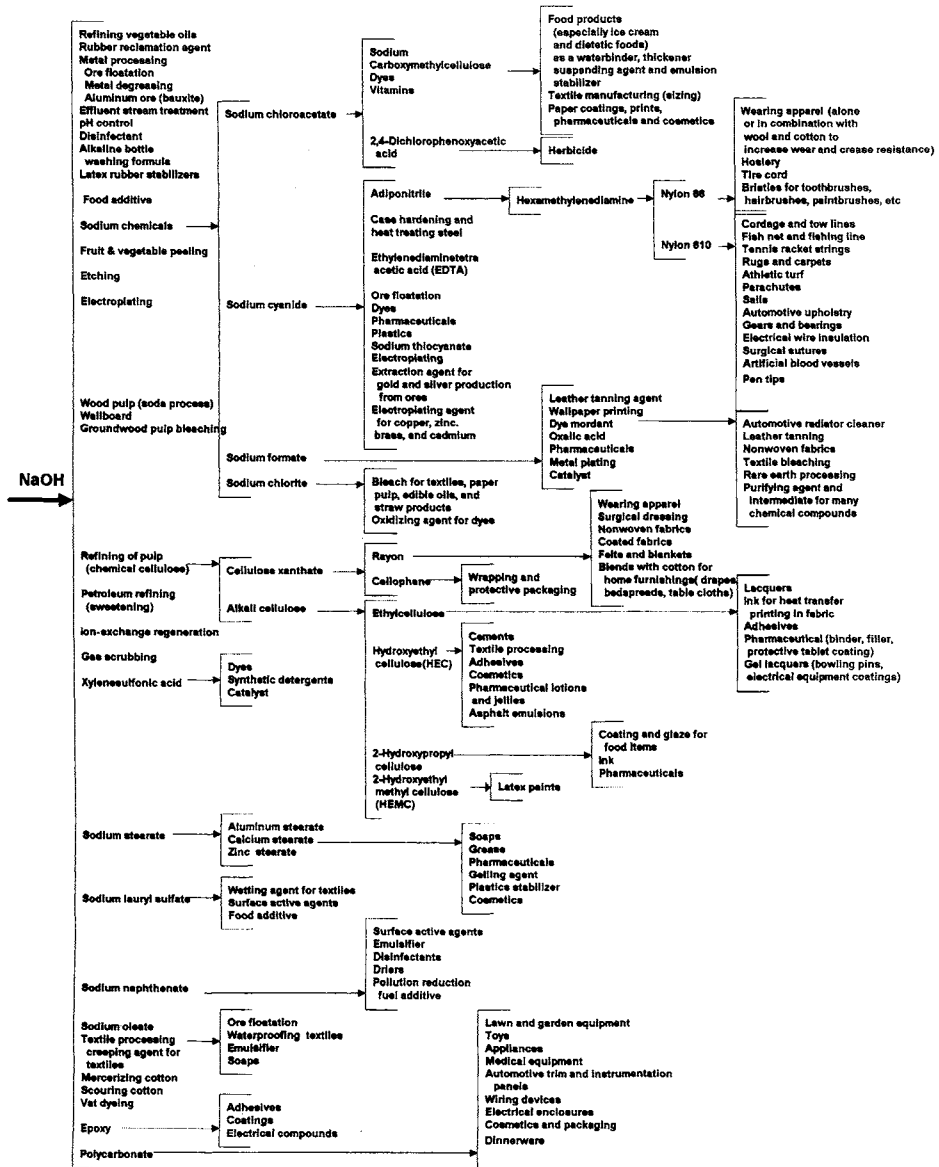 NaOH
Refining vegetable oils
Rubber reclamation agent
Metal processing
Ore floatation
Metal degreasing
Aluminum ore (bauxite)
Effluent stream treatment
pH control
Disinfectant
Alkaline bottle
washing formula
Latex rubber stabilizers
Food additive
Sodium chemicals
Fruit & vegetable peeling
Etching
Electroplating
Wood pulp (soda process)
Wallboard
Groundwood pulp bleaching
Refining of pulp
(chemical cellulose)
Petroleum refining
(sweetening)
ion-exchange regeneration
Gas scrubbing
Xylenesulfonic acid
Sodium stearate
Sodium lauryl sulfate
Sodium naphthenate
Sodium oleate
Textile processing
creeping agent for
textiles
Mercerizing cotton
Scouring cotton
Vat dyeing
Epoxy
Polycarbonate
Sodium chloroacetate
Sodium cyanide
Sodium formate
Sodium chlorite
Cellulose xanthate
Alkali cellulose
Dyes
Synthetic detergents
Catalyst
Aluminum stearate
Calcium stearate
Zinc stearate
Wetting agent for textiles
Surface active agents
Food additive
Ore floatation
Waterproofing textiles
Emulsifier
Soaps
Adhesives
Coatings
Electrical compounds
Sodium
Carboxymethylcellulose
Dyes
Vitamins
2,4-Dichlorophenoxyacetic
acid
Adiponitrile
Case hardening and
heat treating steel
Ethylenediaminetetra
acetic acid (EDTA)
Ore floatation
Dyes
Pharmaceuticals
Plastics
Sodium thiocyanate
Electroplating
Extraction agent for
gold and silver production
from ores
Electroplating agent
for copper, zinc.
brass, and cadmium
Bleach for textiles, paper
pulp, edible oils, and
straw products
Oxidizing agent for dyes
Rayon
Cellophane
Ethylcellulose
Hydroxyethyl
cellulose(HEC)
2-Hydroxypropyl
cellulose
2-Hydroxyethyl
methyl cellulose
(HEMC)
Surface active agents
Emulsifier
Disinfectants
Driers
Pollution reduction
fuel additive
Food products
(especially ice cream
and dietetic foods)
as a waterbinder, thickener
suspending agent and emulsion
stabilizer
Textile manufacturing (sizing)
Paper coatings, prints,
pharmaceuticals and cosmetics
Herbicide
Hexamethylenediamine
Nylon 66
Nylon 610
Leather tanning agent
Wallpaper printing
Dye mordant
Oxalic acid
Pharmaceuticals
Metal plating
Catalyst
Wearing apparel
Surgical dressing
Nonwoven fabrics
Coated fabrics
Felts and blankets
Blends with cotton for
home furnishings( drapes
bedspreads, table cloths)
Wrapping and
protective packaging
Cements
Textile processing
Adhesives
Cosmetics
Pharmaceutical lotions
and jellies
Asphalt emulsions
Coating and glaze for
food items
Ink
Pharmaceuticals
Latex paints
Soaps
Grease
Pharmaceuticals
Gelling agent
Plastics stabilizer
Cosmetics
Lawn and garden equipment
Toys
Appliances
Medical equipment
Automotive trim and instrumentation
panels
Wiring devices
Electrical enclosures
Cosmetics and packaging
Dinnerware
Wearing apparel (alone
or in combination with
wool and cotton to
increase wear and crease resistance)
Hosiery
Tire cord
Bristles for toothbrushes,
hairbrushes, paintbrushes, etc
Cordage and tow lines
Fish net and fishing line
Tennis racket strings
Rugs and carpets
Athletic turf
Parachutes
Sails
Automotive upholstry
Gears and bearings
Electrical wire insulation
Surgical sutures
Artificial blood vessels
Pen tips
Automotive radiator cleaner
Leather tanning
Nonwoven fabrics
Textile bleaching
Rare earth processing
Purifying agent and
intermediate for many
chemical compounds
Lacquers
Ink for heat transfer
printing in fabric
Adhesives
Pharmaceutical (binder, filler,
protective tablet coating)
Gel lacquers (bowling pins,
electrical equipment coatings)